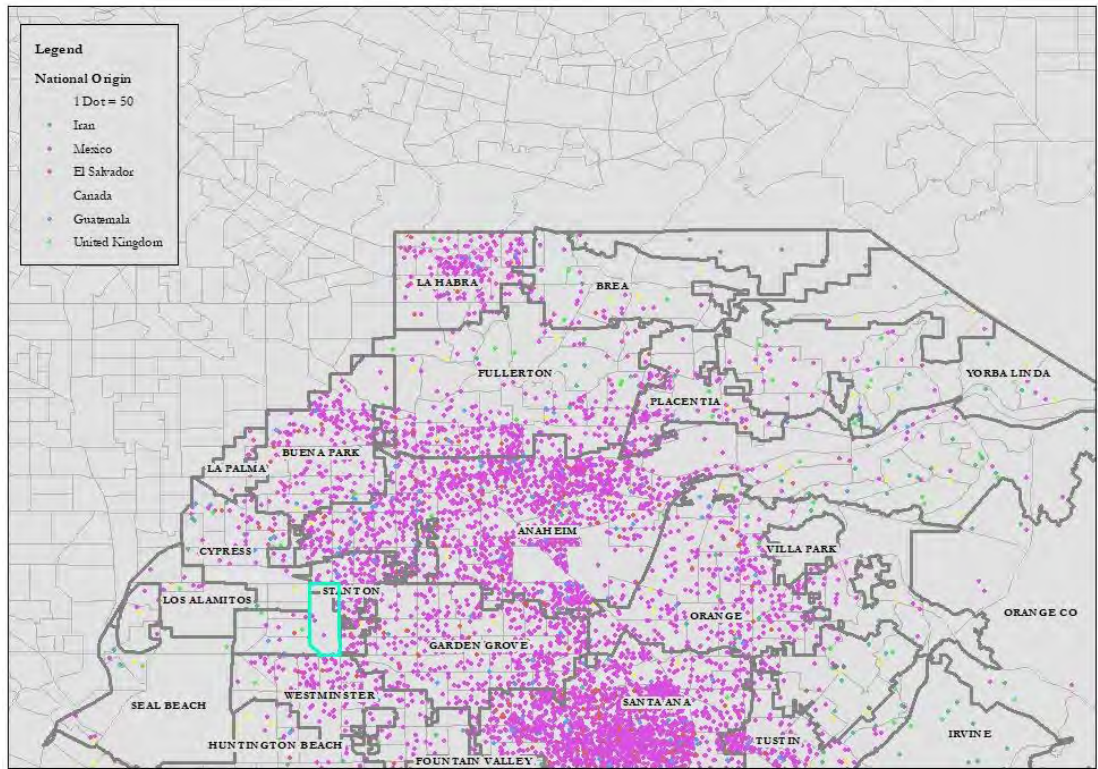 Legend
National Origin
1 Dot = 50
Iran
Mexico
El Salvador
Canada
Guatemala
United Kingdom
LA HABRA
BREA
FULLERTON
YORBA LINDA
PLACENTIA
BUENA PARK
LA PALMA
ANAHEIM
CYPRESS
VILLA PARK
STANTON
LOS ALAMITOS
ORANGE CO
ORANGE
GARDEN GROVE
WESTMINSTER
SANTA ANA
SEAL BEACH
IRVINE
TUSTIN
HUNTINGTON BEACH
FOUNTAIN VALLEY